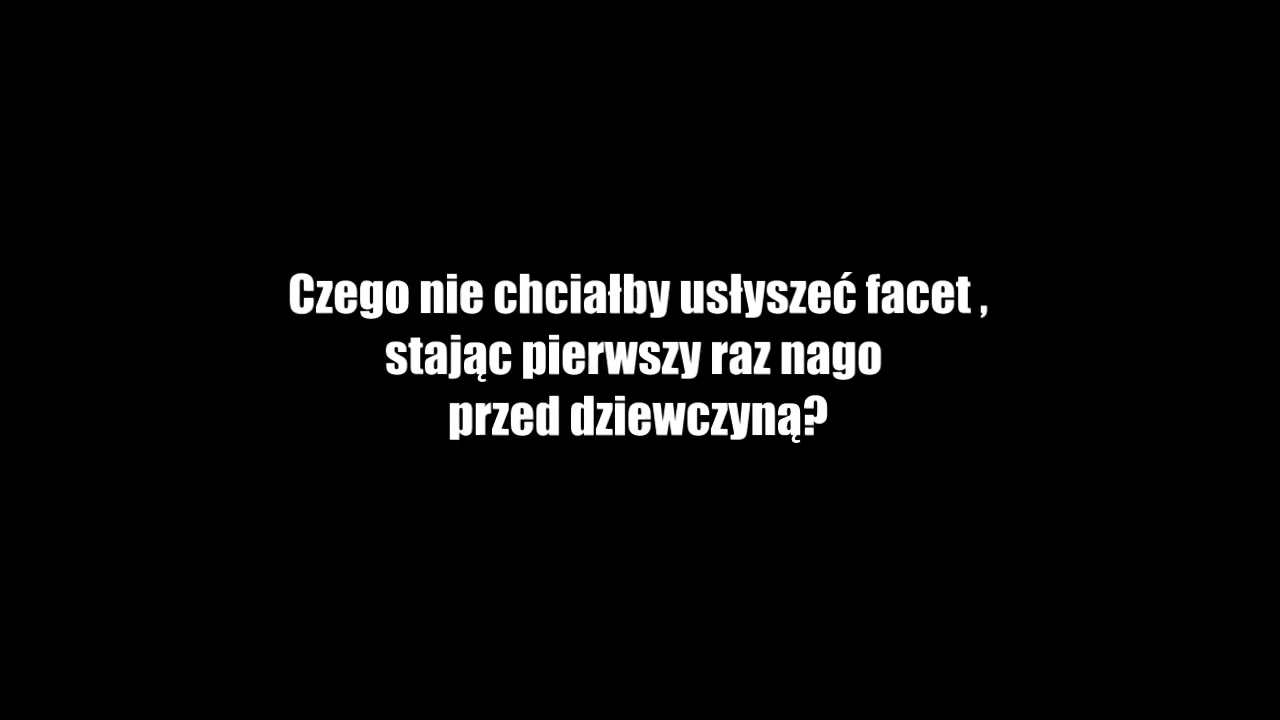 Czego nie chciałby usłyszeć facet ,
stając pierwszy raz nago
przed dziewczyną?